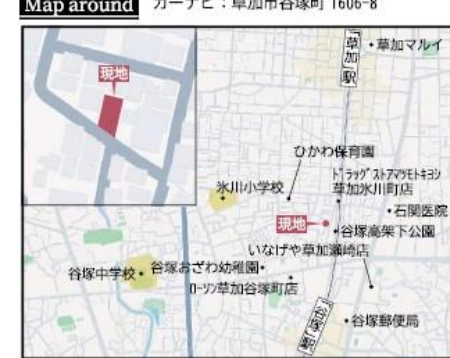 Map around カーナビ：草加市谷塚町 1606-8
現地
草加駅
草加マルイ
ひかわ保育園
ドラッグストアマツモトキヨシ
草加氷川町店
氷川小学校
石関医院
現地
谷塚高架下公園
いなげや草加瀬崎店
谷塚おざわ幼稚園
谷塚中学校
ローソン草加谷塚町店
谷塚駅
谷塚郵便局